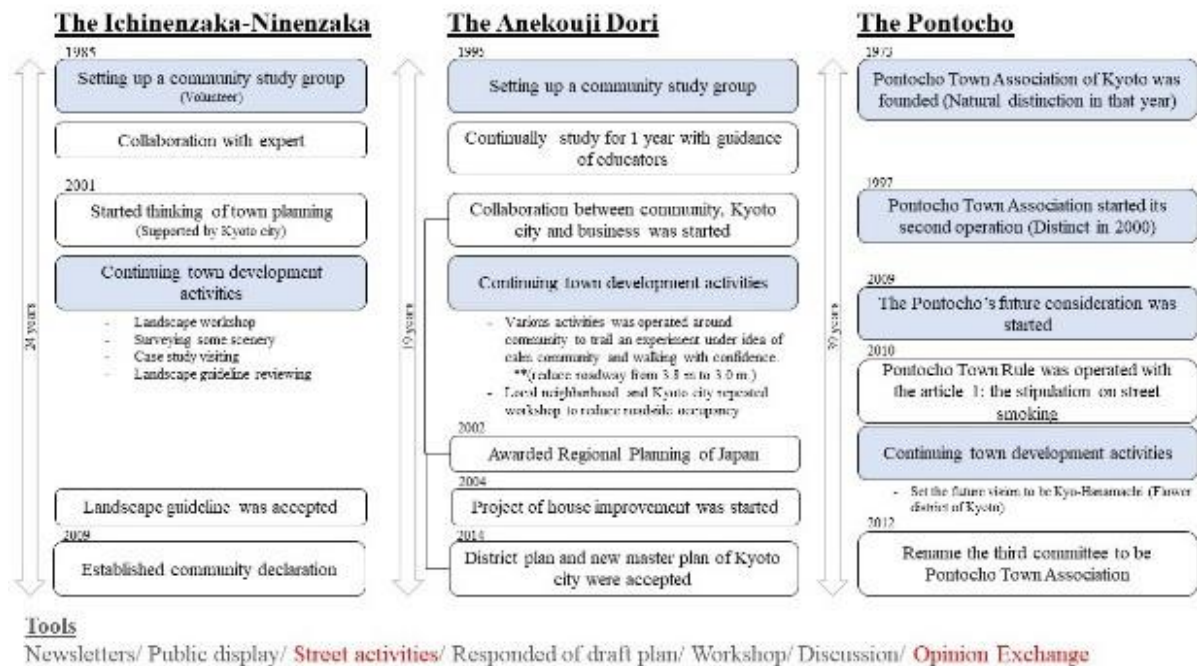 The Ichinenzaka-Ninenzaka
1985
Setting up a community study group
(Volunteer)
Collaboration with expert
2001
Started thinking of town planning
(Supported by Kyoto city)
Continuing town development
activities
- Landscape workshop
- Surveying some scenery
- Case study visiting
- Landscape guideline reviewing
Landscape guideline was accepted
2009
Established community declaration
24 years
The Anekouji Dori
1995
Setting up a community study group
Continually study for 1 year with guidance
of educators
Collaboration between community, Kyoto
city and business was started
Continuing town development activities
- Various activities was operated around
community to trail an experiment under idea of
calm community and walking with confidence.
**(reduce roadway from 3.8 m to 3.0 m.)
- Local neighborhood and Kyoto city repeated
workshop to reduce roadside occupancy
2002
Awarded Regional Planning of Japan
2004
Project of house improvement was started
2014
District plan and new master plan of Kyoto
city were accepted
19 years
The Pontocho
1973
Pontocho Town Association of Kyoto was
founded (Natural distinction in that year)
1997
Pontocho Town Association started its
second operation (Distinct in 2000)
2009
The Pontocho's future consideration was
started
2010
Pontocho Town Rule was operated with
the article 1: the stipulation on street
smoking
Continuing town development activities
- Set the future vision to be Kyo-Hanamachi (Flower
district of Kyoto)
2012
Rename the third committee to be
Pontocho Town Association
39 years
Tools
Newsletters/ Public display/ Street activities/ Responded of draft plan/ Workshop/ Discussion/ Opinion Exchange